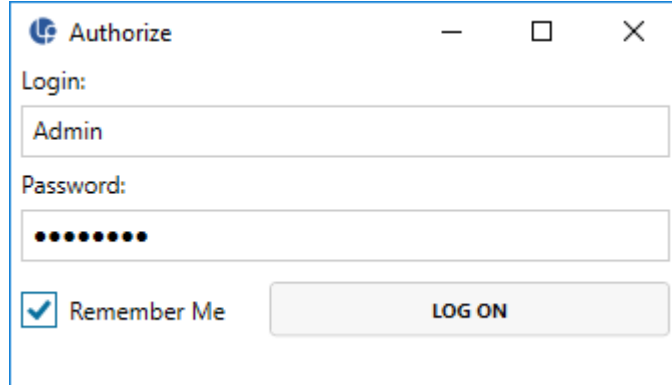 Authorize
Login:
Admin
Password:
••••••••
Remember Me
LOG ON